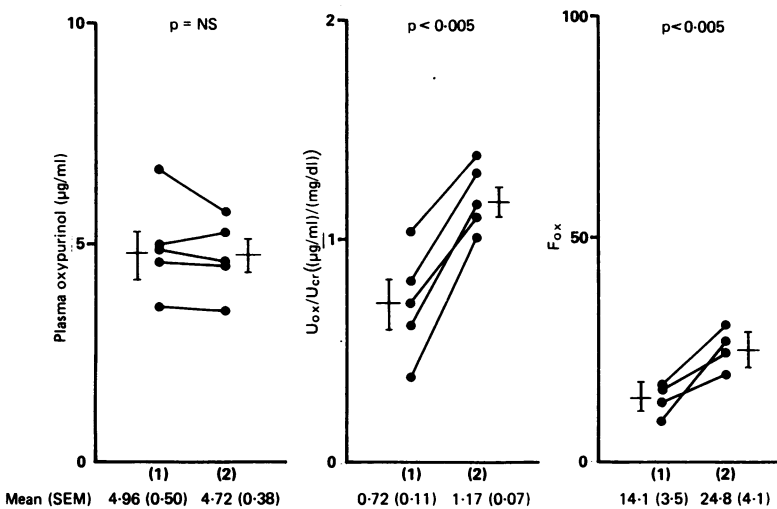 p = NS
10
5
0
Plasma oxypurinol (μg/ml)
(1) (2)
p < 0·005
2
1
0
Uox/Ucr((μg/ml)/(mg/dl))
(1) (2)
p<0·005
100
50
0
Fox
(1) (2)
Mean (SEM) 4·96 (0·50) 4·72 (0·38) 0·72 (0·11) 1·17 (0·07) 14·1 (3·5) 24·8 (4·1)